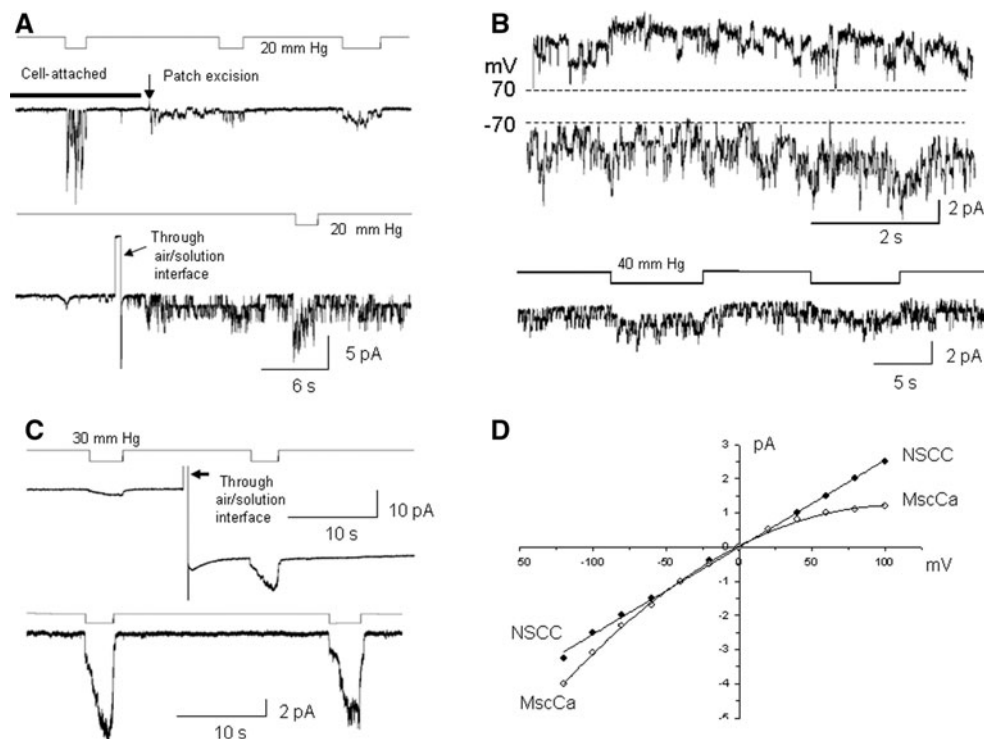 A
20 mm Hg
Cell-attached
Patch excision
20 mm Hg
Through
air/solution
interface
5 pA
6 s
B
mV
70
-70
2 pA
2 s
40 mm Hg
2 pA
5 s
C
30 mm Hg
Through
air/solution
interface
10 pA
10 s
2 pA
10 s
D
pA
3
2
1
0
-1
-2
-3
-4
-5
50 -100 -50 0 50 100
mV
NSCC
MscCa
NSCC
MscCa